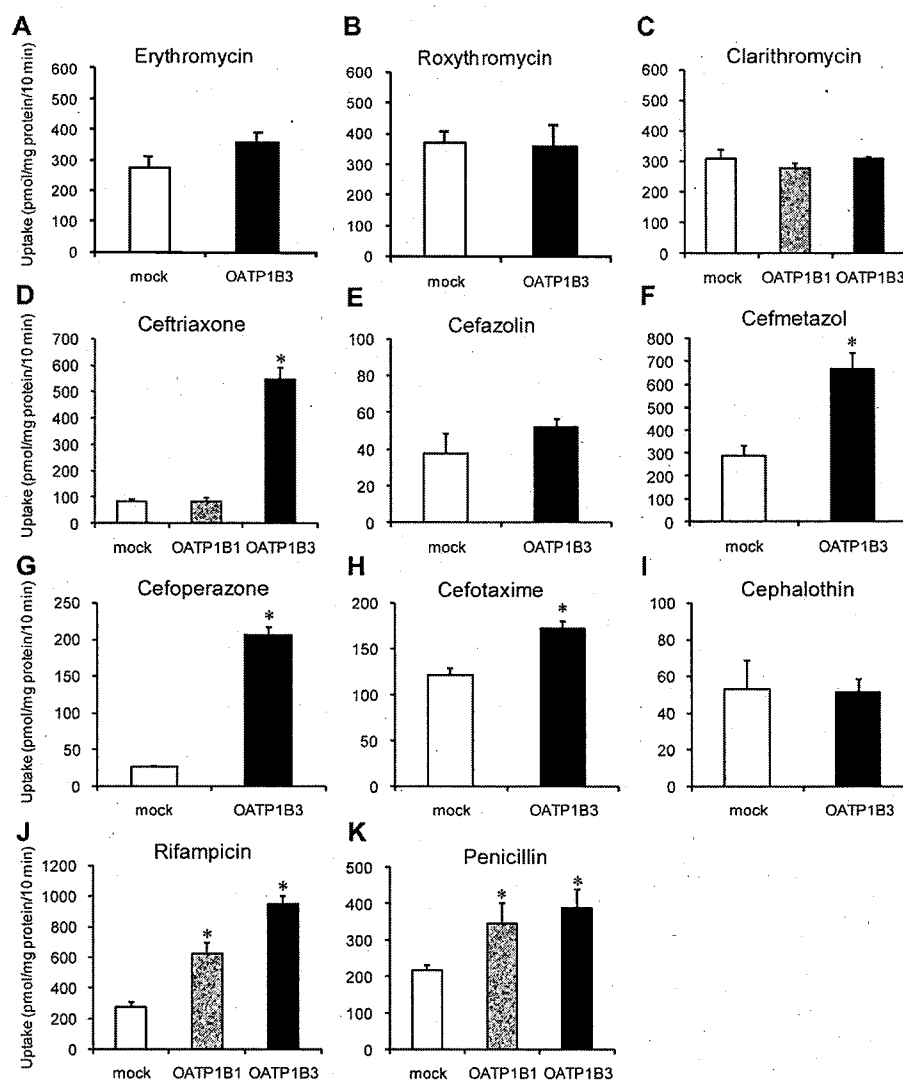 A
Erythromycin
Uptake (pmol/mg protein/10 min)
600
500
400
300
200
100
0
mock OATP1B3
B
Roxythromycin
600
500
400
300
200
100
0
mock OATP1B3
C
Clarithromycin
600
500
400
300
200
100
0
mock OATP1B1 OATP1B3
D
Ceftriaxone
Uptake (pmol/mg protein/10 min)
700
600
500
400
300
200
100
0
*
mock OATP1B1 OATP1B3
E
Cefazolin
100
80
60
40
20
0
mock OATP1B3
F
Cefmetazol
800
700
600
500
400
300
200
100
0
*
mock OATP1B3
G
Cefoperazone
Uptake (pmol/mg protein/10 min)
250
200
150
100
50
0
*
mock OATP1B3
H
Cefotaxime
200
150
100
50
0
*
mock OATP1B3
I
Cephalothin
100
80
60
40
20
0
mock OATP1B3
J
Rifampicin
Uptake (pmol/mg protein/10 min)
1200
1000
800
600
400
200
0
*
*
mock OATP1B1 OATP1B3
K
Penicillin
500
400
300
200
100
0
*
*
mock OATP1B1 OATP1B3